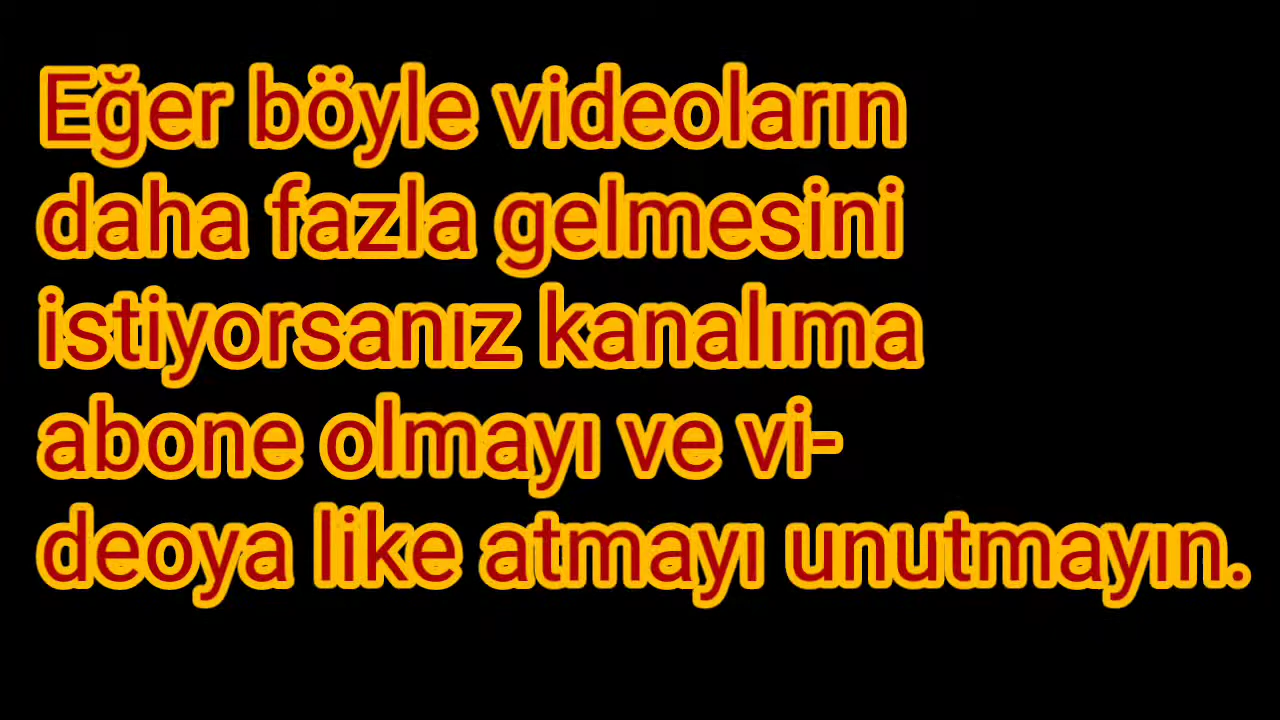 Eğer böyle videoların
daha fazla gelmesini
istiyorsanız kanalıma
abone olmayı ve vi-
deoya like atmayı unutmayın.